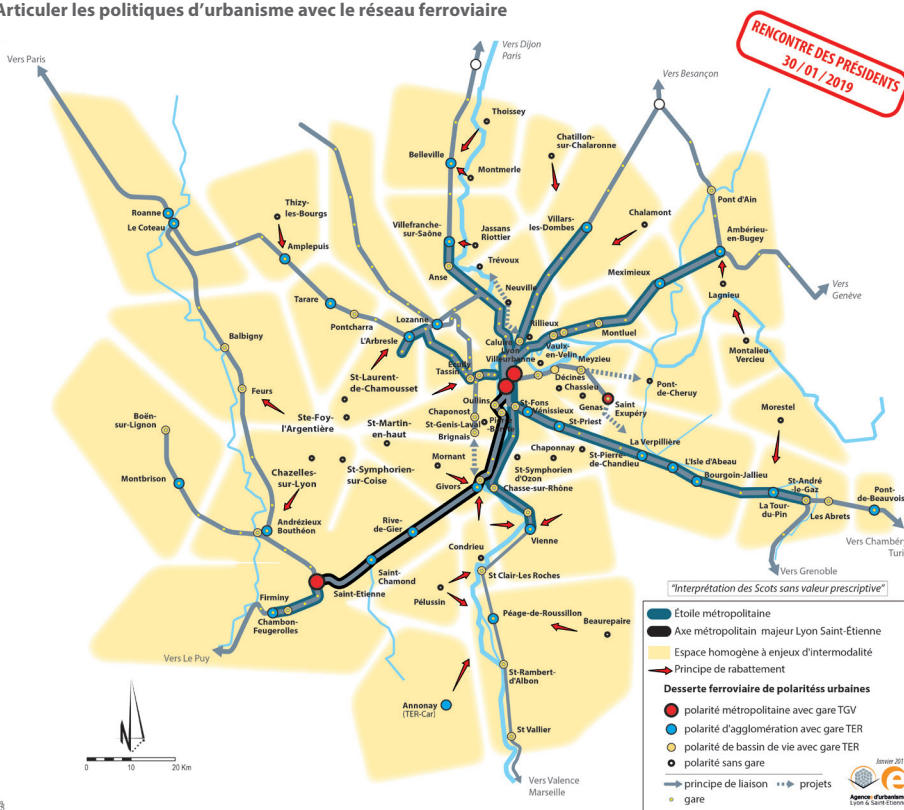 Articuler les politiques d'urbanisme avec le réseau ferroviaire
RENCONTRE DES PRÉSIDENTS
30 / 01 / 2019
Vers Paris
Vers Dijon
Paris
Vers Besançon
Thoissey
Chatillon-
sur-Chalaronne
Belleville
Montmerle
Pont d'Ain
Thizy-
les-Bourgs
Roanne
Le Coteau
Villefranche-
sur-Saône
Jassans
Riottier
Villars-
les-Dombes
Chalamont
Ambérieu-
en-Bugey
Amplepuis
Trévoux
Anse
Meximieux
Vers
Genève
Tarare
Neuville
Lagnieu
Pontcharra
Lozanne
Rillieux
Montluel
L'Arbresle
Caluire
Lyon
Villeurbanne
Vaulx-
en-Velin
Montalieu-
Vercieu
Balbigny
Écully
Tassin
Meyzieu
Décines
Chassieu
Pont-
de-Cheruy
St-Laurent-
de-Chamousset
Feurs
Oullins
Genas
Saint
Exupéry
Morestel
Boën-
sur-Lignon
Ste-Foy-
l'Argentière
St-Martin-
en-haut
Chaponost
St-Genis-Laval
Brignais
Pierre
-Bénite
St-Fons
Vénissieux
St-Priest
La Verpillière
Chazelles-
sur-Lyon
St-Symphorien-
sur-Coise
Mornant
Chaponnay
St-Pierre-
de-Chandieu
L'Isle d'Abeau
Bourgoin-Jallieu
St-André
-le-Gaz
Pont-
de-Beauvoisin
Montbrison
Givors
St-Symphorien
d'Ozon
Chasse-sur-Rhône
La Tour-
du-Pin
Les Abrets
Andrézieux
Bouthéon
Rive-
de-Gier
Vienne
Vers Chambéry
Condrieu
Saint-
Chamond
St Clair-Les Roches
Vers Grenoble
Firminy
Saint-Etienne
Pélussin
Chambon-
Feugerolles
Péage-de-Roussillon
Beaurepaire
Vers Le Puy
St-Rambert-
d'Albon
Annonay
(TER-Car)
St Vallier
Vers Valence
Marseille
N
0 10 20 Km
"Interprétation des Scots sans valeur prescriptive"
Étoile métropolitaine
Axe métropolitain majeur Lyon Saint-Étienne
Espace homogène à enjeux d'intermodalité
Principe de rabattement
Desserte ferroviaire de polaritéss urbaines
polarité métropolitaine avec gare TGV
polarité d'agglomération avec gare TER
polarité de bassin de vie avec gare TER
polarité sans gare
principe de liaison
projets
gare
Agences d'urbanisme
Lyon & Saint-Etienne